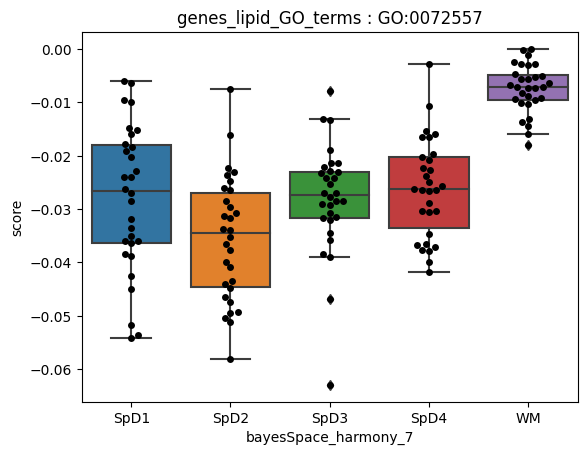 genes_lipid_GO_terms : GO:0072557
0.00
−0.01
−0.02
−0.03
−0.04
−0.05
−0.06
score
SpD1 SpD2 SpD3 SpD4 WM
bayesSpace_harmony_7